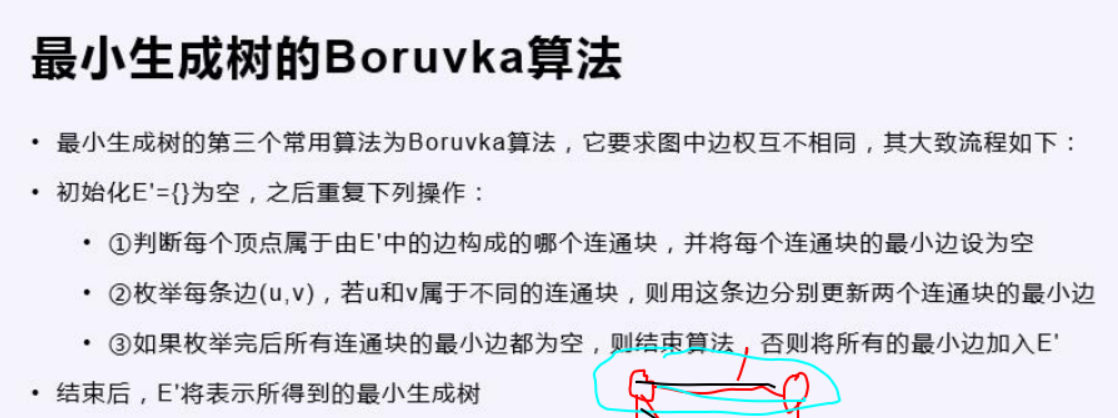 最小生成树的Boruvka算法
• 最小生成树的第三个常用算法为Boruvka算法，它要求图中边权互不相同，其大致流程如下：
• 初始化E'={}为空，之后重复下列操作：
• ①判断每个顶点属于由E'中的边构成的哪个连通块，并将每个连通块的最小边设为空
• ②枚举每条边(u,v)，若u和v属于不同的连通块，则用这条边分别更新两个连通块的最小边
• ③如果枚举完后所有连通块的最小边都为空，则结束算法，否则将所有的最小边加入E'
• 结束后，E'将表示所得到的最小生成树